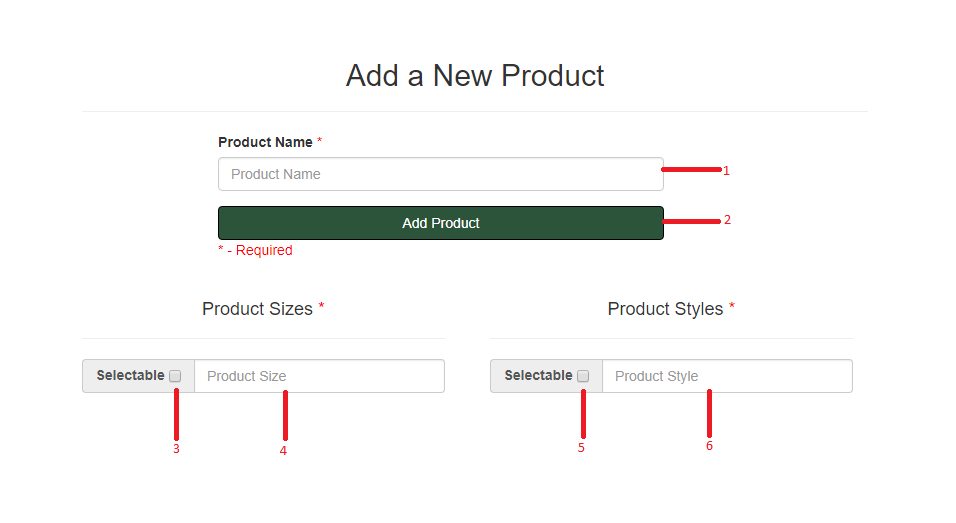 Add a New Product
Product Name *
Product Name
1
Add Product
2
* - Required
Product Sizes *
Product Styles *
Selectable
Product Size
Selectable
Product Style
3
4
5
6